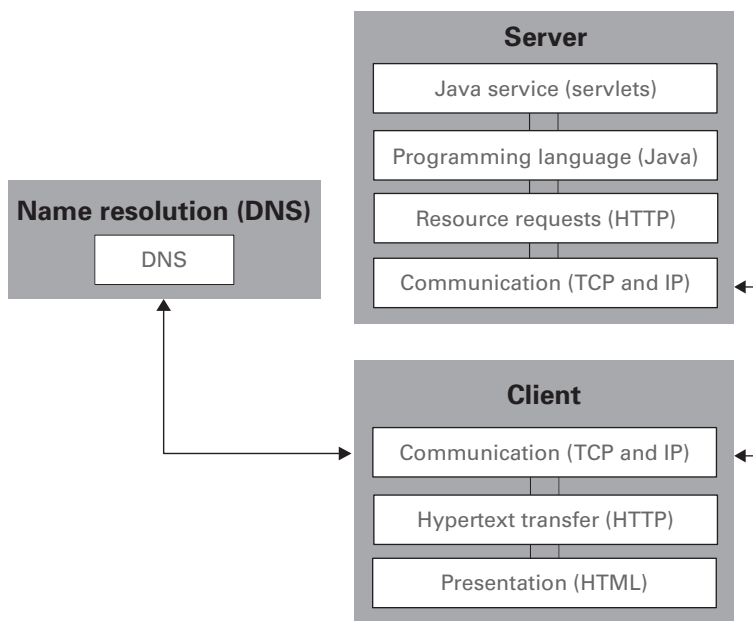 Server
Java service (servlets)
Programming language (Java)
Resource requests (HTTP)
Communication (TCP and IP)
Name resolution (DNS)
DNS
Client
Communication (TCP and IP)
Hypertext transfer (HTTP)
Presentation (HTML)